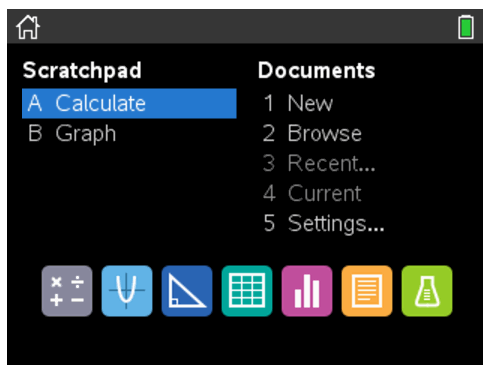 Scratchpad
A Calculate
B Graph
Documents
1 New
2 Browse
3 Recent...
4 Current
5 Settings...